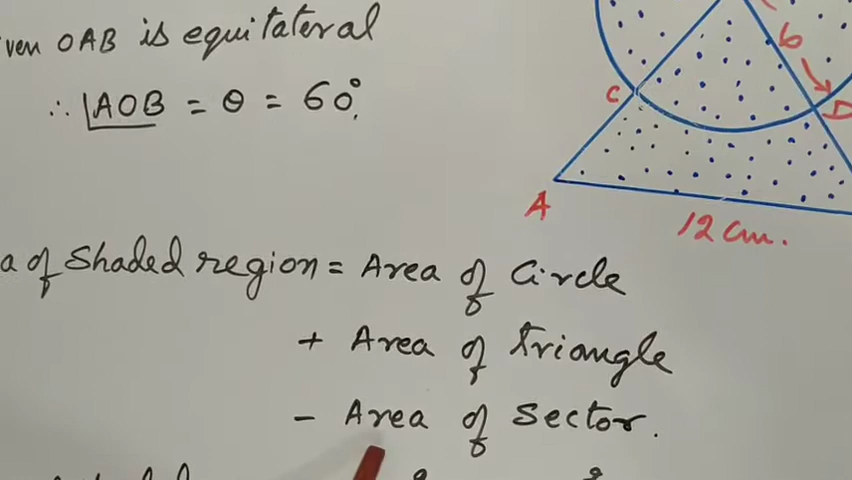 OAB is equitateral
∴ ∠AOB = θ = 60°.
6
C
D
A
12 cm.
of Shaded region = Area of Circle
+ Area of Triangle
- Area of Sector.